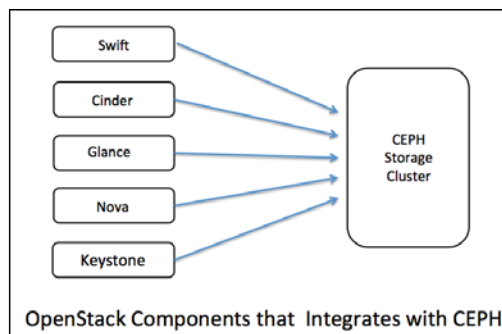 Swift
Cinder
Glance
Nova
Keystone
CEPH
Storage
Cluster
OpenStack Components that Integrates with CEPH